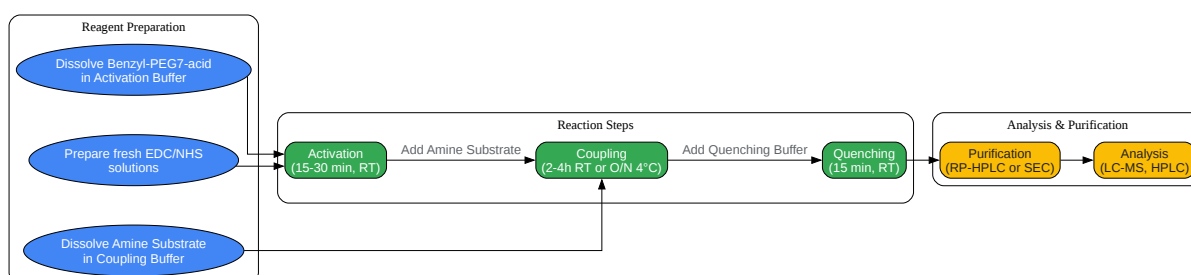 Reagent Preparation
Dissolve Benzyl-PEG7-acid
in Activation Buffer
Prepare fresh EDC/NHS
solutions
Dissolve Amine Substrate
in Coupling Buffer
Reaction Steps
Activation
(15-30 min, RT)
Add Amine Substrate
Coupling
(2-4h RT or O/N 4°C)
Add Quenching Buffer
Quenching
(15 min, RT)
Analysis & Purification
Purification
(RP-HPLC or SEC)
Analysis
(LC-MS, HPLC)